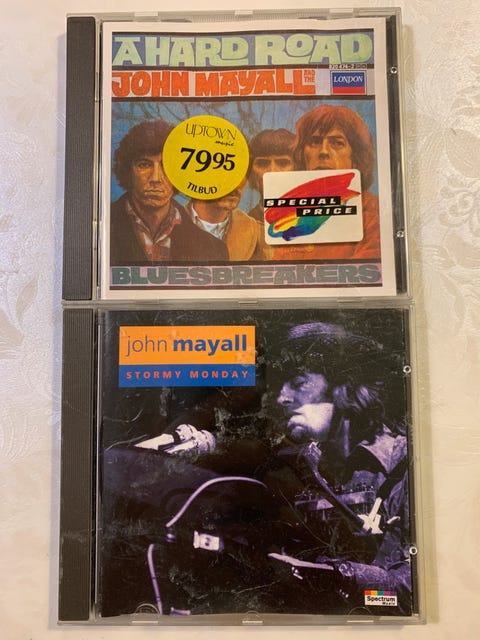 A HARD ROAD
JOHN MAYALL AND THE
LONDON
UPTOWN
music
79.95
TILBUD
SPECIAL
PRICE
BLUESBREAKERS
john mayall
STORMY MONDAY
Spectrum
Music